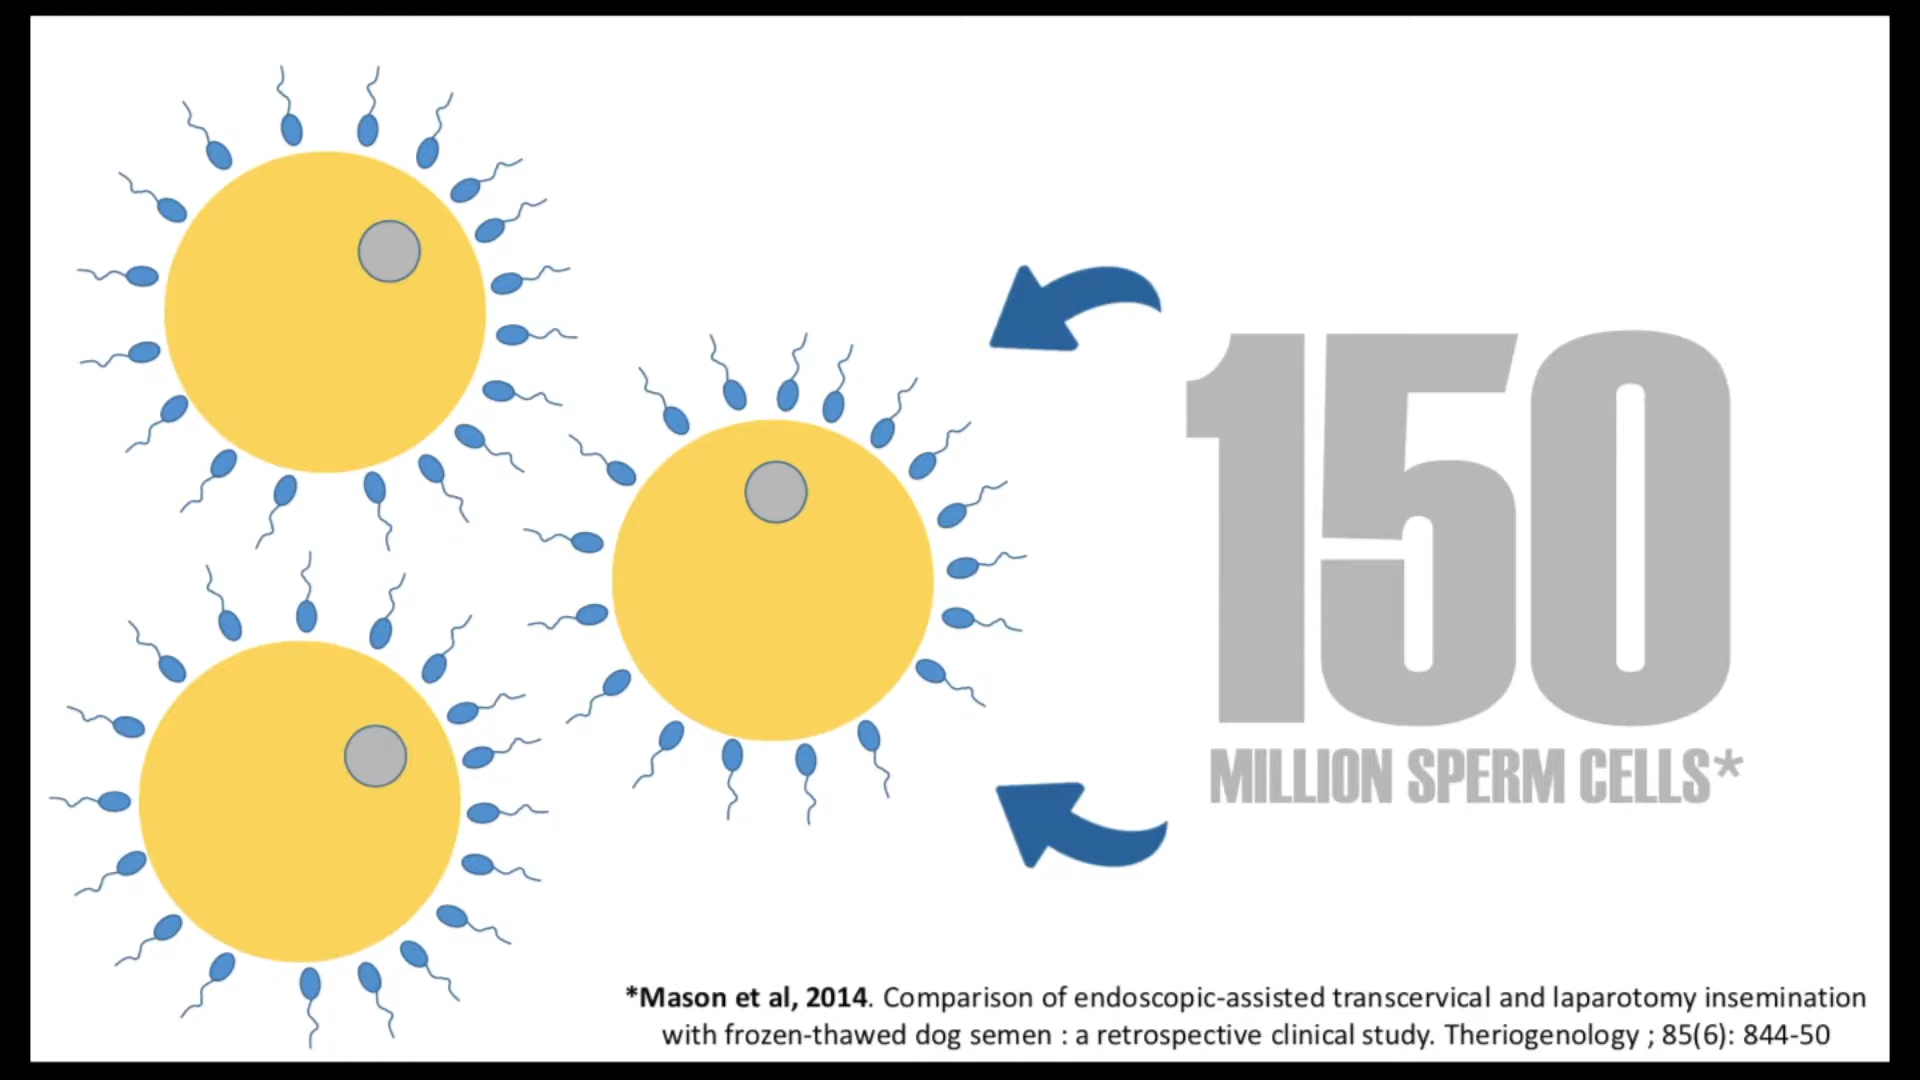 150
MILLION SPERM CELLS*
*Mason et al, 2014. Comparison of endoscopic-assisted transcervical and laparotomy insemination
with frozen-thawed dog semen : a retrospective clinical study. Theriogenology ; 85(6): 844-50